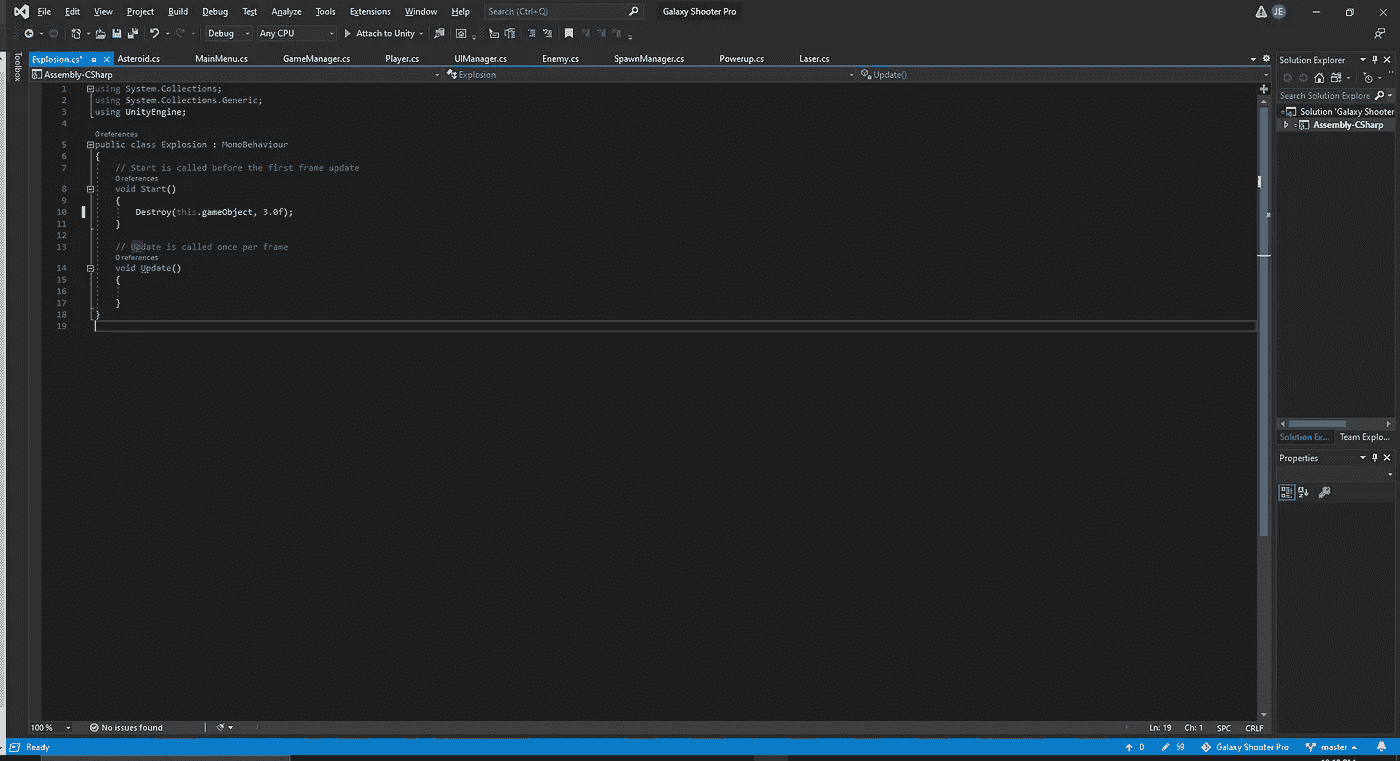 File Edit View Project Build Debug Test Analyze Tools Extensions Window Help Search (Ctrl+Q) Galaxy Shooter Pro JE
Debug Any CPU Attach to Unity
Toolbox
Explosion.cs* Asteroid.cs MainMenu.cs GameManager.cs Player.cs UIManager.cs Enemy.cs SpawnManager.cs Powerup.cs Laser.cs
Assembly-CSharp Explosion Update()
1 using System.Collections;
2 using System.Collections.Generic;
3 using UnityEngine;
4
0 references
5 public class Explosion : MonoBehaviour
6 {
7 // Start is called before the first frame update
0 references
8 void Start()
9 {
10 Destroy(this.gameObject, 3.0f);
11 }
12
13 // Update is called once per frame
0 references
14 void Update()
15 {
16
17 }
18 }
19
Solution Explorer
Search Solution Explore
Solution 'Galaxy Shooter
Assembly-CSharp
Solution Ex... Team Explo...
Properties
100 % No issues found Ln: 19 Ch: 1 SPC CRLF
Ready 0 59 Galaxy Shooter Pro master